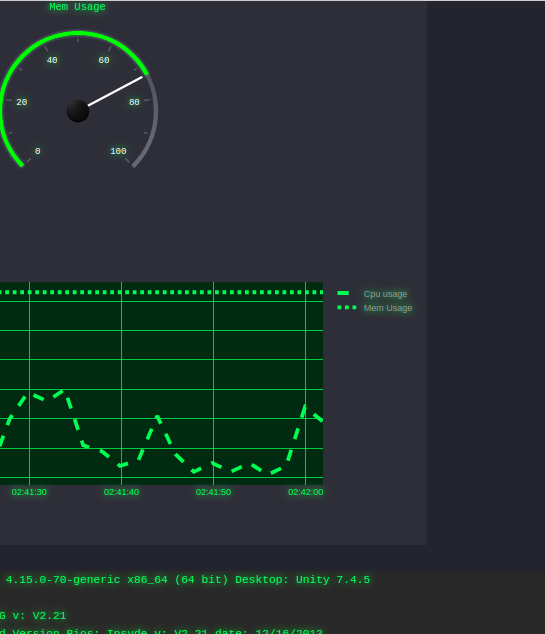 Mem Usage
40 60
20 80
0 100
Cpu usage
Mem Usage
02:41:30 02:41:40 02:41:50 02:42:00
4.15.0-70-generic x86_64 (64 bit) Desktop: Unity 7.4.5
G v: V2.21
d Version Bios: Insyde v: V2.21 date: 12/16/2013